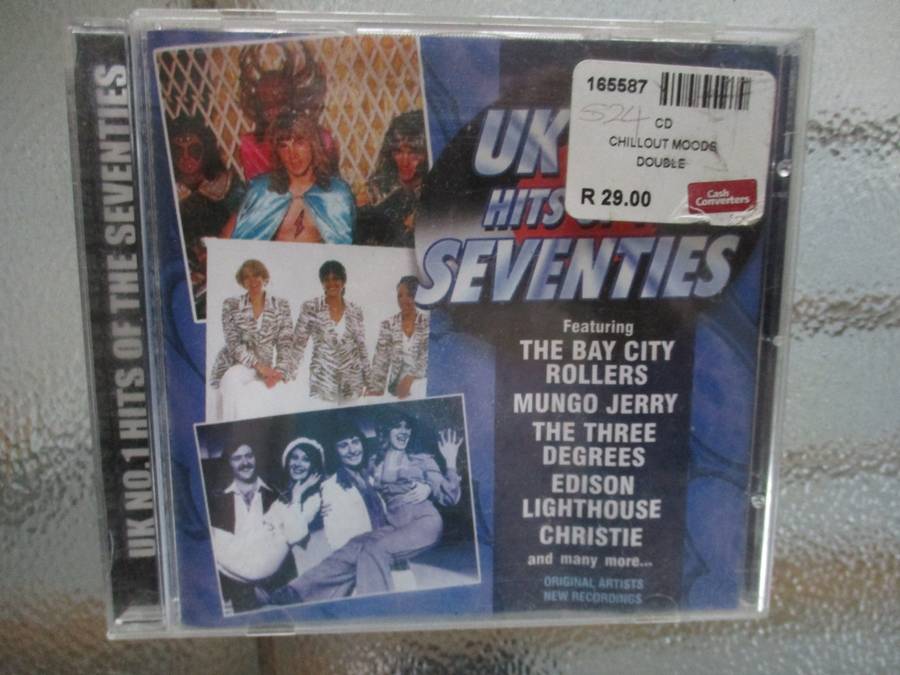 UK NO.1 HITS OF THE SEVENTIES
165587
524
CD
CHILLOUT MOODS
DOUBLE
R 29.00
Cash
Converters
UK
HITS
SEVENTIES
Featuring
THE BAY CITY
ROLLERS
MUNGO JERRY
THE THREE
DEGREES
EDISON
LIGHTHOUSE
CHRISTIE
and many more...
ORIGINAL ARTISTS
NEW RECORDINGS